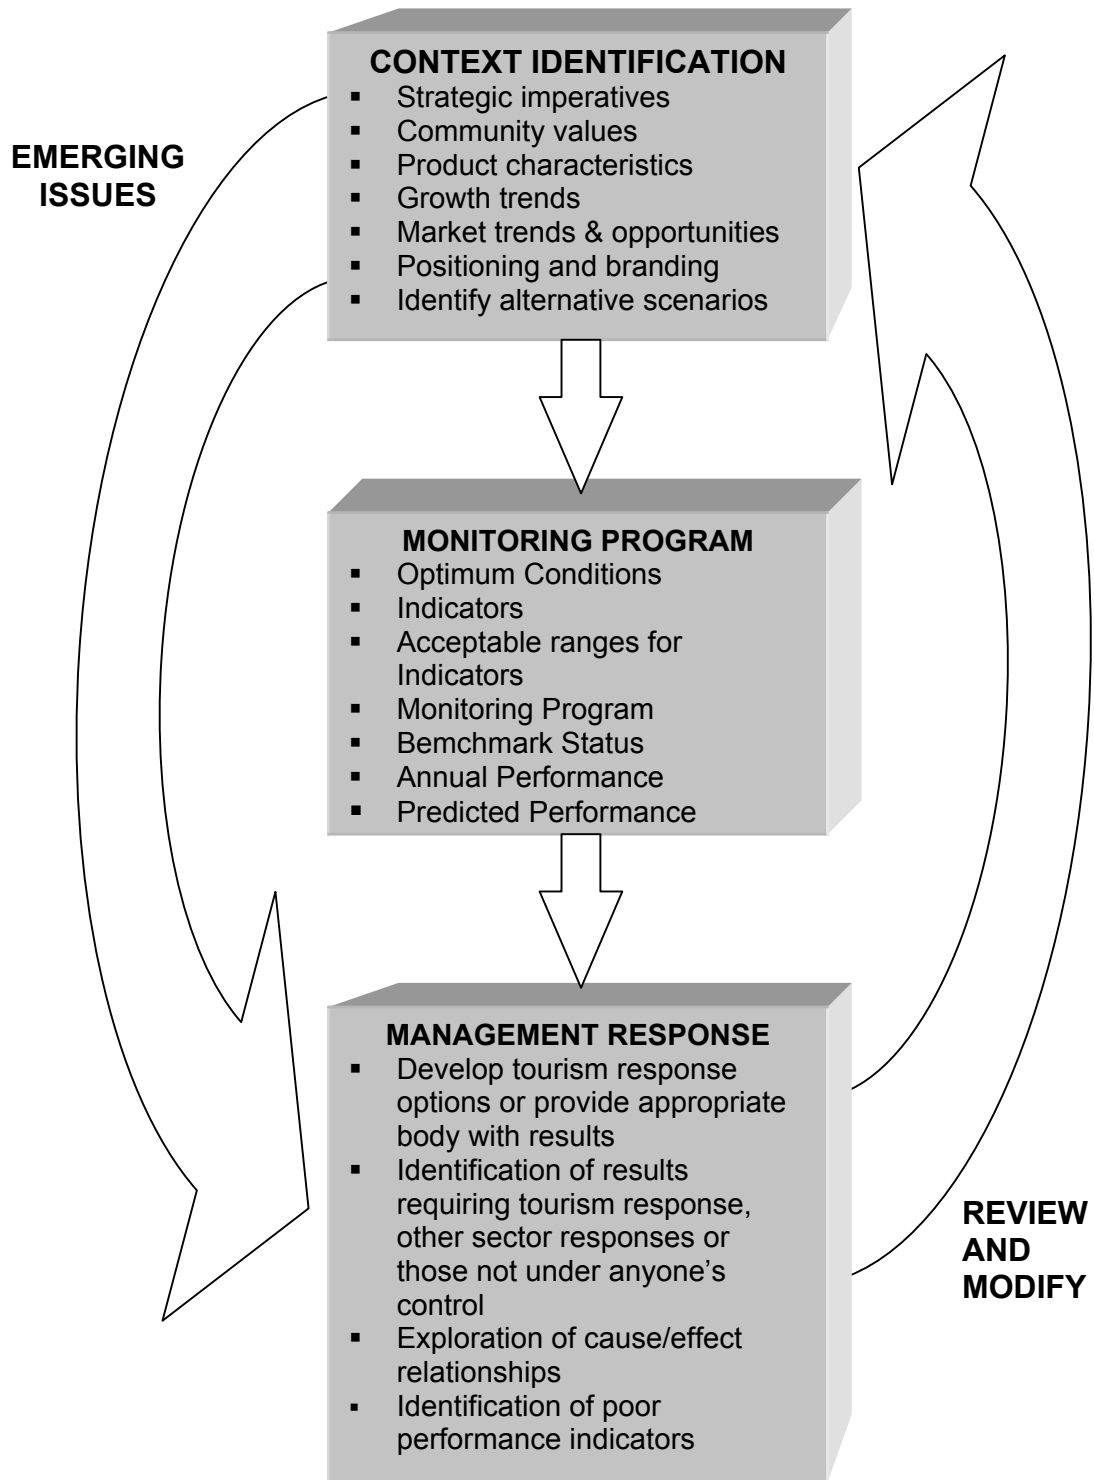 CONTEXT IDENTIFICATION
▪ Strategic imperatives
▪ Community values
▪ Product characteristics
▪ Growth trends
▪ Market trends & opportunities
▪ Positioning and branding
▪ Identify alternative scenarios
EMERGING
ISSUES
MONITORING PROGRAM
▪ Optimum Conditions
▪ Indicators
▪ Acceptable ranges for
Indicators
▪ Monitoring Program
▪ Bemchmark Status
▪ Annual Performance
▪ Predicted Performance
MANAGEMENT RESPONSE
▪ Develop tourism response
options or provide appropriate
body with results
▪ Identification of results
requiring tourism response,
other sector responses or
those not under anyone’s
control
▪ Exploration of cause/effect
relationships
▪ Identification of poor
performance indicators
REVIEW
AND
MODIFY